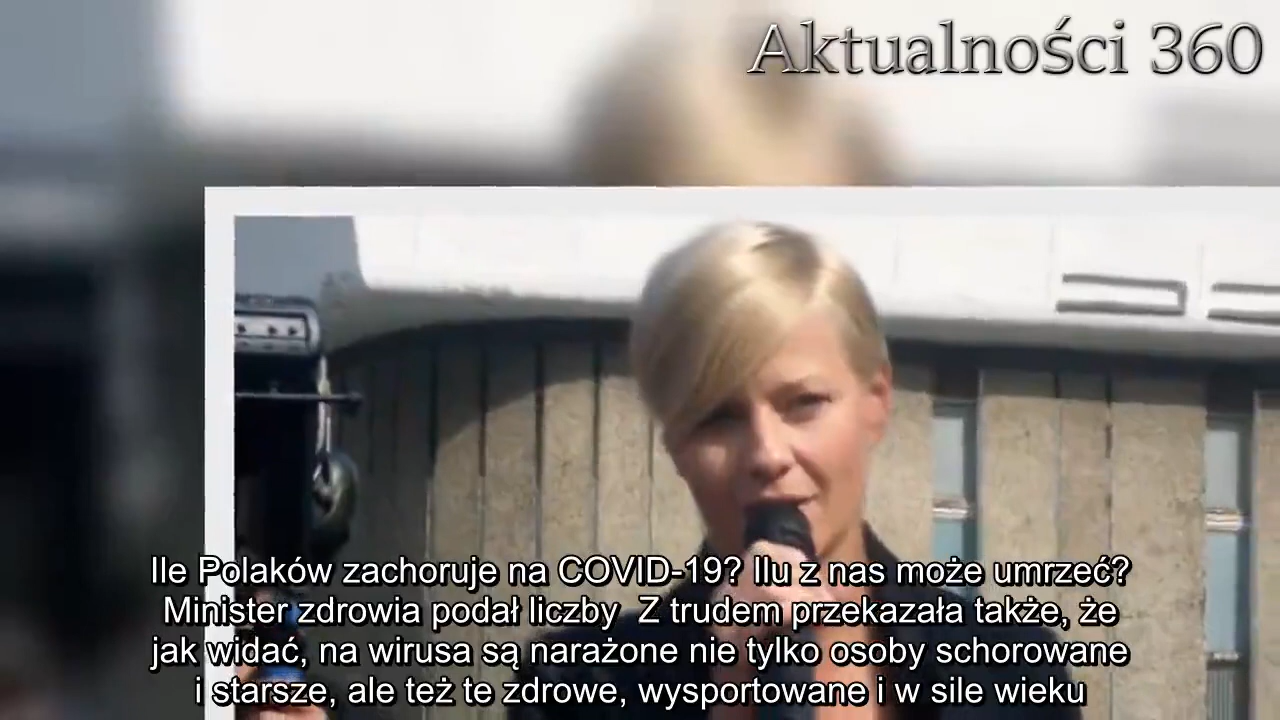 Aktualności 360
Ile Polaków zachoruje na COVID-19? Ilu z nas może umrzeć?
Minister zdrowia podał liczby  Z trudem przekazała także, że
jak widać, na wirusa są narażone nie tylko osoby schorowane
i starsze, ale też te zdrowe, wysportowane i w sile wieku